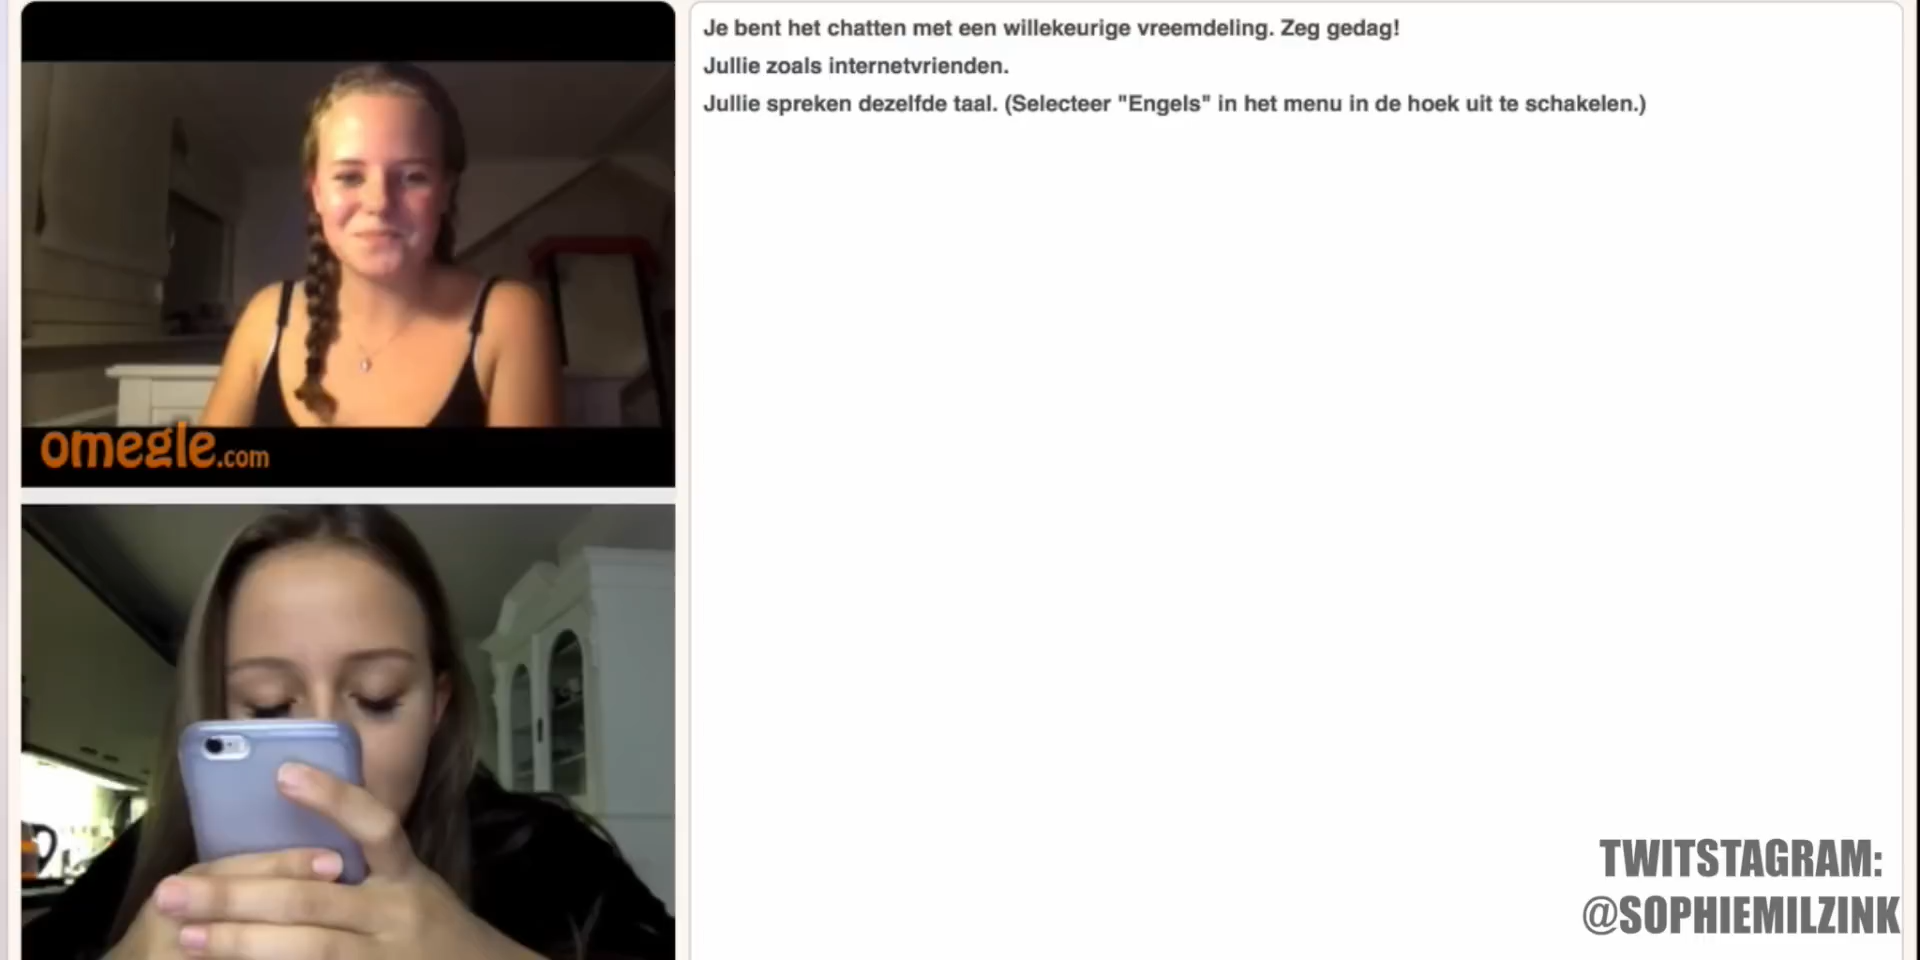 Je bent het chatten met een willekeurige vreemdeling. Zeg gedag!
Jullie zoals internetvrienden.
Jullie spreken dezelfde taal. (Selecteer "Engels" in het menu in de hoek uit te schakelen.)
omegle.com
TWITSTAGRAM:
@SOPHIEMILZINK